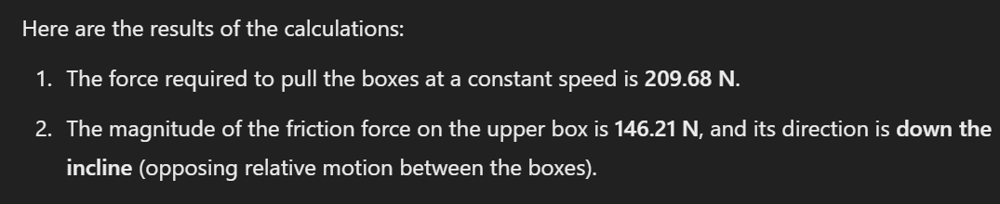 Here are the results of the calculations:
1. The force required to pull the boxes at a constant speed is 209.68 N.
2. The magnitude of the friction force on the upper box is 146.21 N, and its direction is down the
incline (opposing relative motion between the boxes).